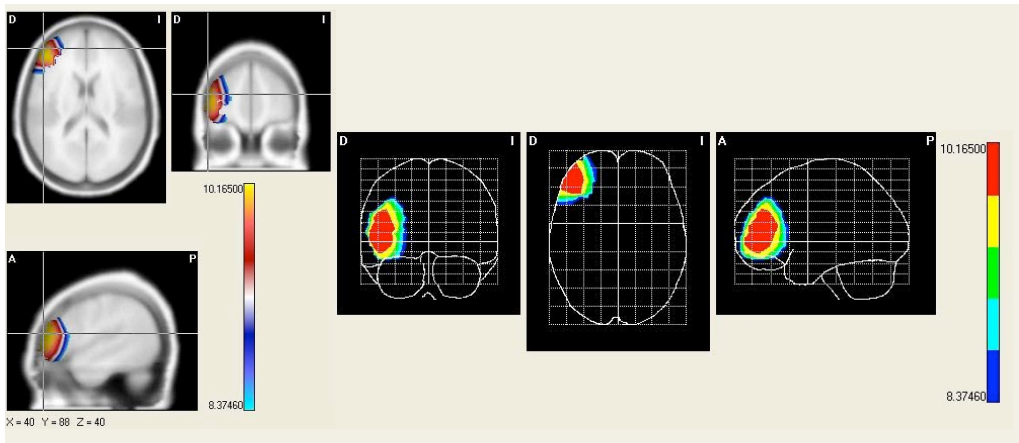 D I
D I
10.16500
8.37460
A P
X = 40 Y = 88 Z = 40
D I
D I
A P
10.16500
8.37460